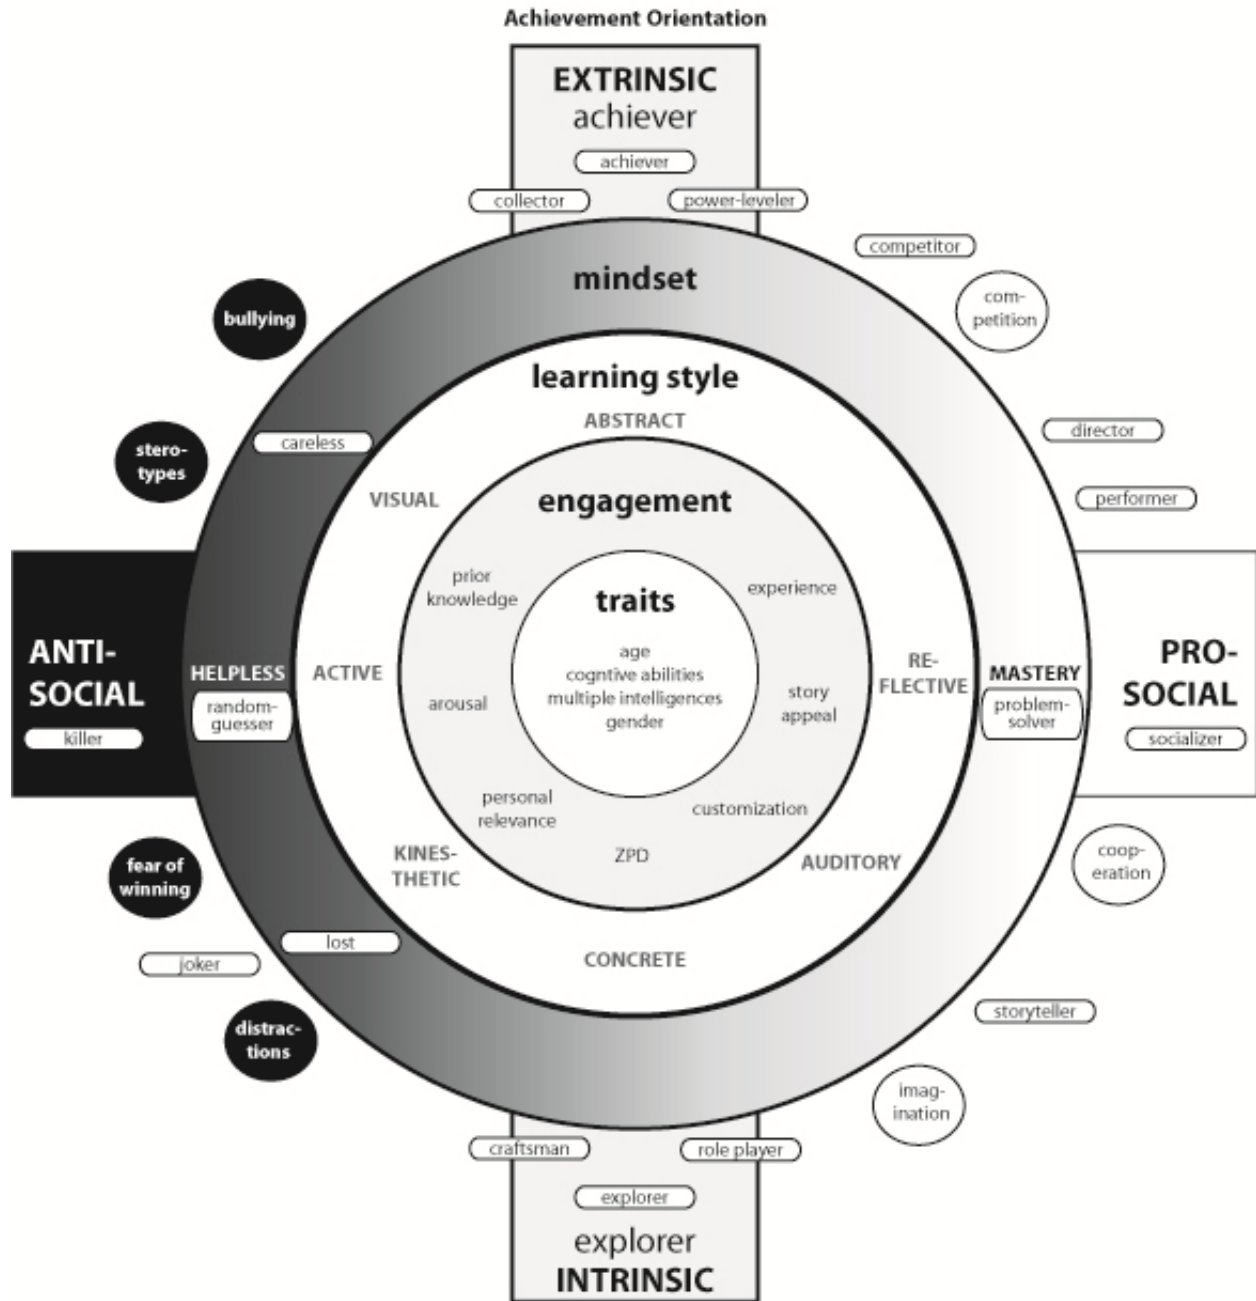 Achievement Orientation
EXTRINSIC
achiever
achiever
collector
power-leveler
competitor
mindset
com-
petition
bullying
learning style
ABSTRACT
director
careless
stero-
types
VISUAL
engagement
performer
prior
knowledge
experience
traits
age
cogntive abilities
multiple intelligences
gender
ANTI-
SOCIAL
killer
HELPLESS
random-
guesser
ACTIVE
arousal
story
appeal
RE-
FLECTIVE
MASTERY
problem-
solver
PRO-
SOCIAL
socializer
personal
relevance
customization
ZPD
KINES-
THETIC
AUDITORY
fear of
winning
coop-
eration
lost
joker
CONCRETE
distrac-
tions
storyteller
imag-
ination
craftsman
role player
explorer
explorer
INTRINSIC